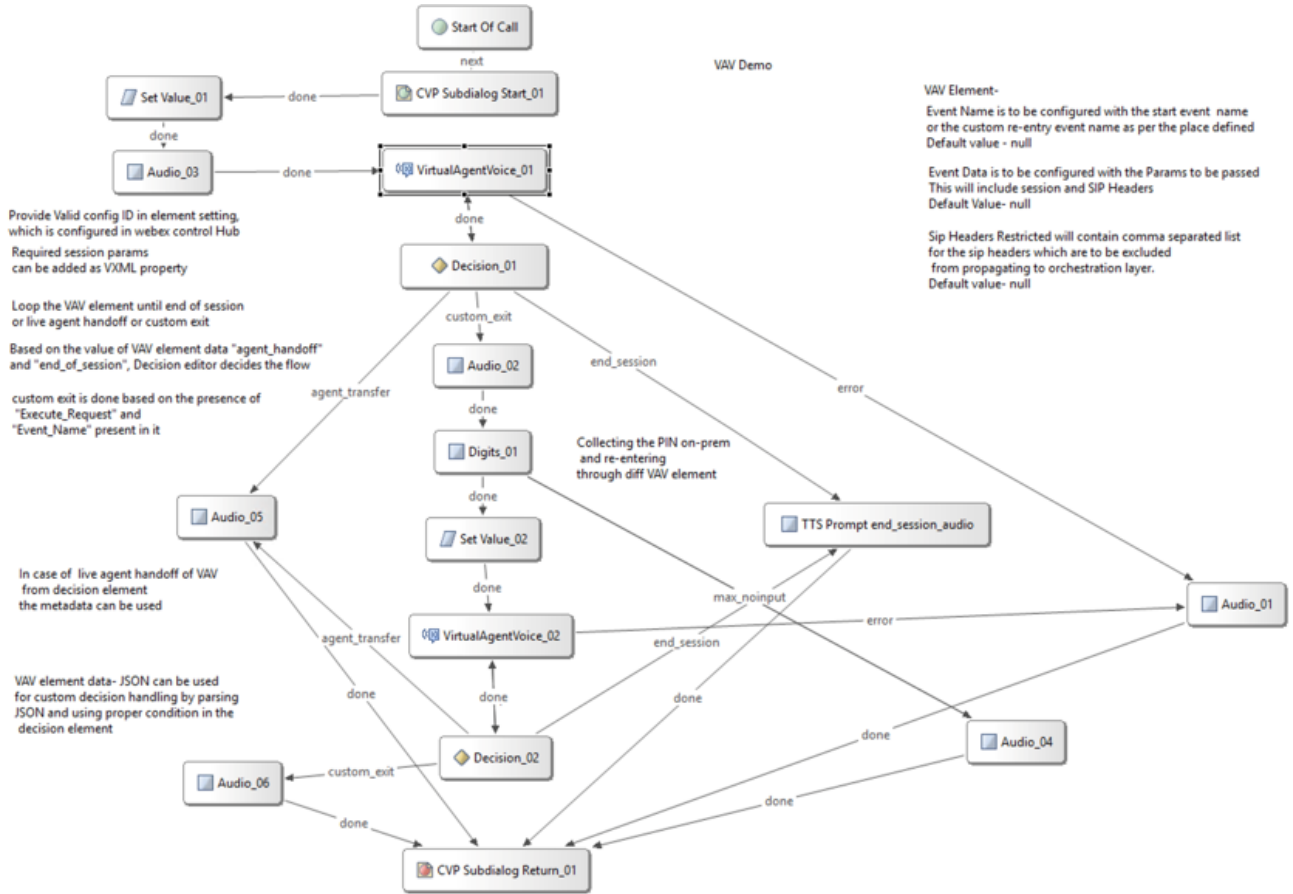 Start Of Call
next
VAV Demo
CVP Subdialog Start_01
done
Set Value_01
done
Audio_03
done
VirtualAgentVoice_01
VAV Element-
Event Name is to be configured with the start event name
or the custom re-entry event name as per the place defined
Default value - null
Event Data is to be configured with the Params to be passed
This will include session and SIP Headers
Default Value- null
Sip Headers Restricted will contain comma separated list
for the sip headers which are to be excluded
from propagating to orchestration layer.
Default value- null
Provide Valid config ID in element setting,
which is configured in webex control Hub
Required session params
can be added as VXML property
Loop the VAV element until end of session
or live agent handoff or custom exit
Based on the value of VAV element data "agent_handoff"
and "end_of_session", Decision editor decides the flow
custom exit is done based on the presence of
"Execute_Request" and
"Event_Name" present in it
done
Decision_01
custom_exit
end_session
agent_transfer
error
Audio_02
done
Digits_01
Collecting the PIN on-prem
and re-entering
through diff VAV element
done
Audio_05
Set Value_02
TTS Prompt end_session_audio
In case of live agent handoff of VAV
from decision element
the metadata can be used
done
max_noinput
Audio_01
agent_transfer
VirtualAgentVoice_02
end_session
error
VAV element data- JSON can be used
for custom decision handling by parsing
JSON and using proper condition in the
decision element
done
done
done
done
Decision_02
Audio_04
custom_exit
Audio_06
done
done
CVP Subdialog Return_01